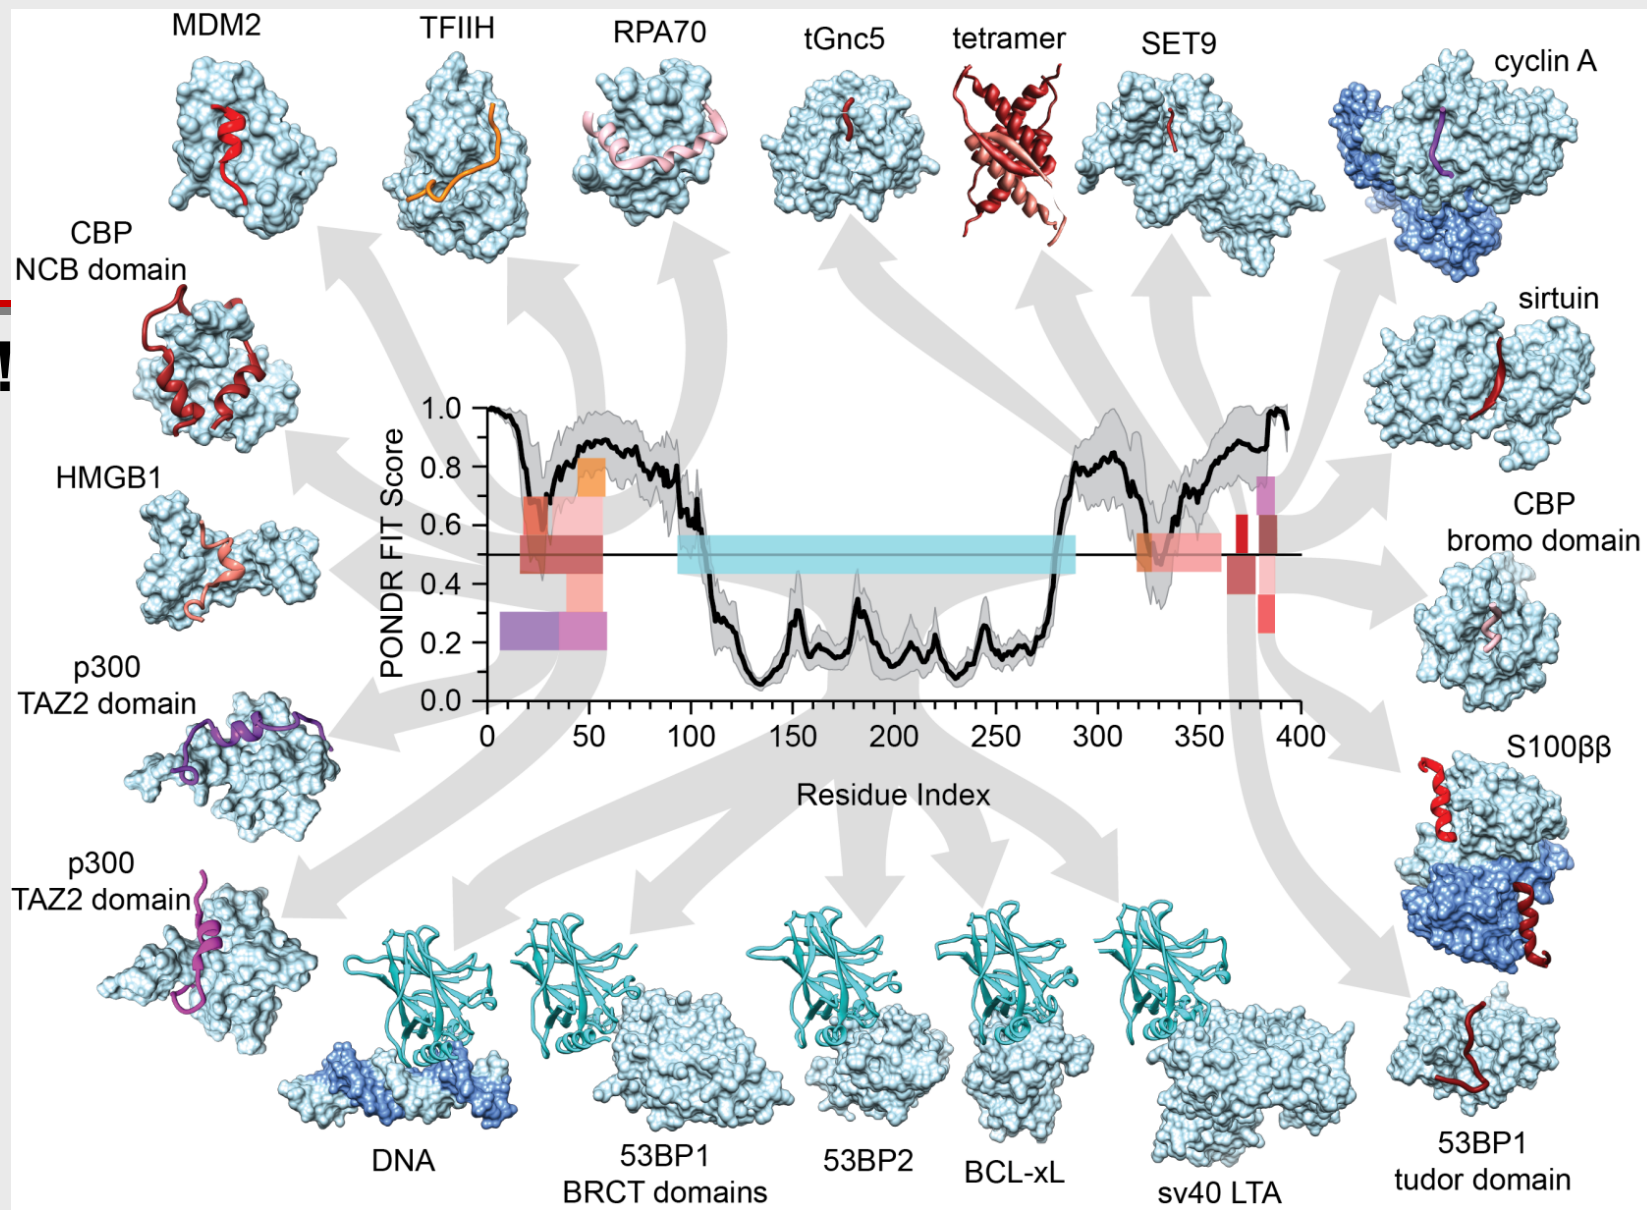 MDM2
TFIIH
RPA70
tGnc5
tetramer
SET9
cyclin A
CBP
NCB domain
sirtuin
!
HMGB1
CBP
bromo domain
p300
TAZ2 domain
S100ββ
p300
TAZ2 domain
PONDR FIT Score
1.0
0.8
0.6
0.4
0.2
0.0
0
50
100
150
200
250
300
350
400
Residue Index
DNA
53BP1
BRCT domains
53BP2
BCL-xL
sv40 LTA
53BP1
tudor domain